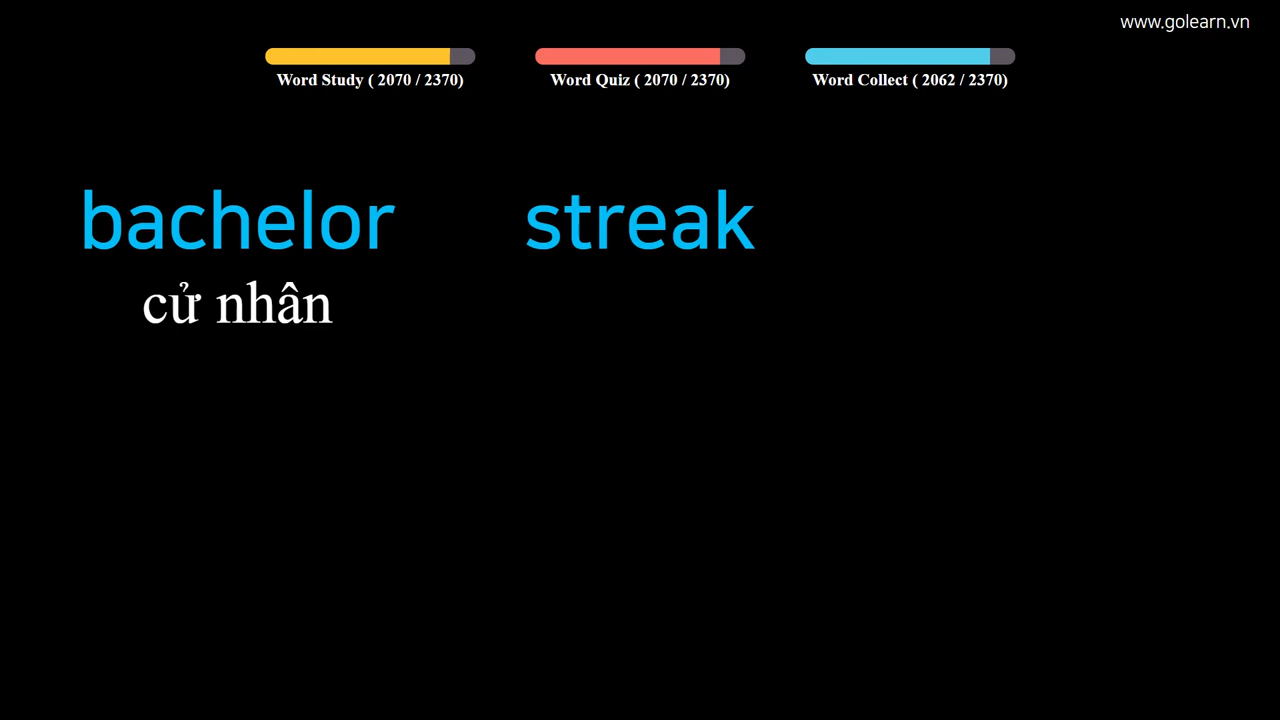 www.golearn.vn
Word Study ( 2070 / 2370)
Word Quiz ( 2070 / 2370)
Word Collect ( 2062 / 2370)
bachelor
streak
cử nhân